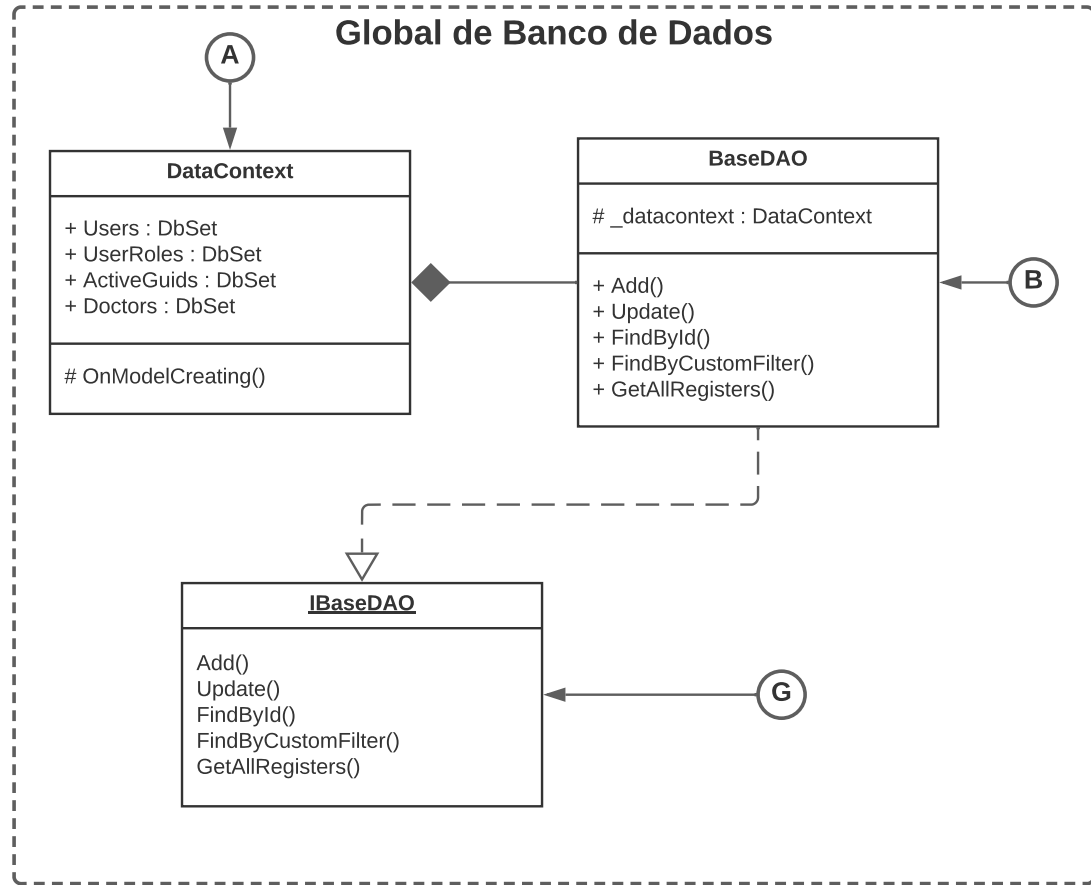 Global de Banco de Dados
A
DataContext
+ Users : DbSet
+ UserRoles : DbSet
+ ActiveGuids : DbSet
+ Doctors : DbSet
# OnModelCreating()
BaseDAO
# _datacontext : DataContext
+ Add()
+ Update()
+ FindById()
+ FindByCustomFilter()
+ GetAllRegisters()
B
IBaseDAO
Add()
Update()
FindById()
FindByCustomFilter()
GetAllRegisters()
G